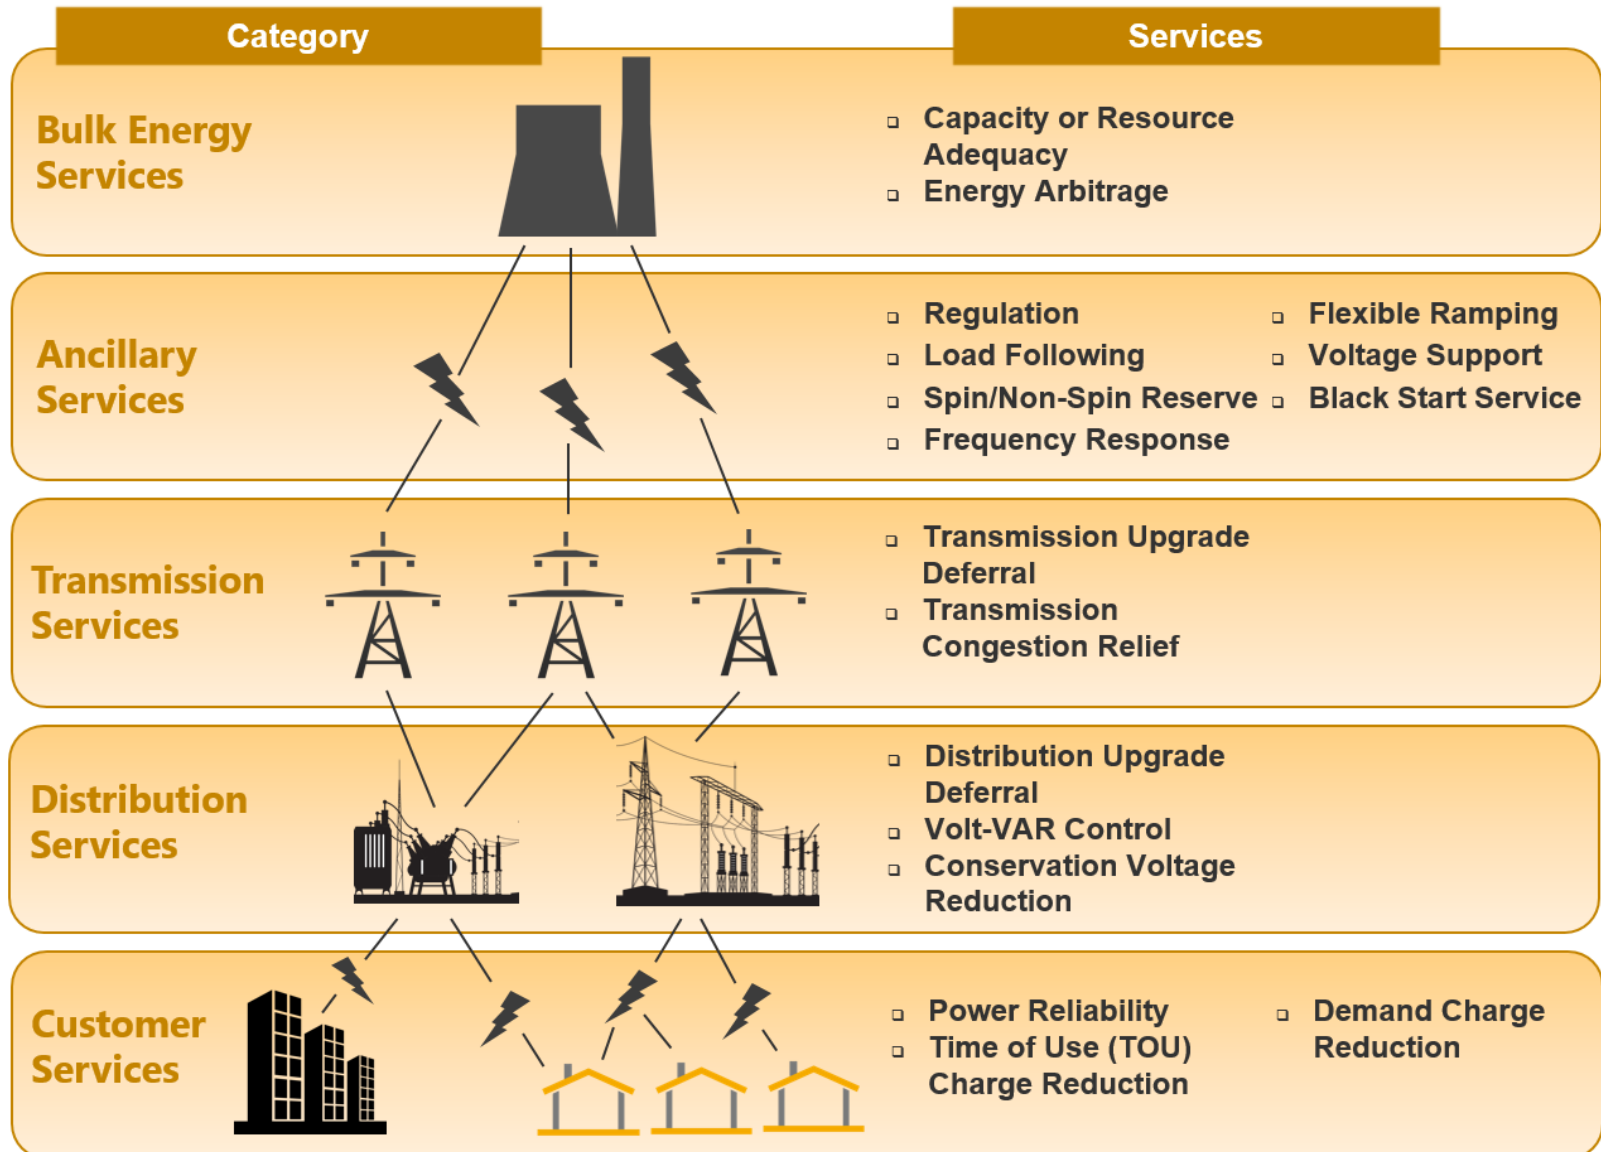 Category
Services
Bulk Energy
Services
Capacity or Resource
Adequacy
Energy Arbitrage
Ancillary
Services
Regulation
Load Following
Spin/Non-Spin Reserve
Frequency Response
Flexible Ramping
Voltage Support
Black Start Service
Transmission
Services
Transmission Upgrade
Deferral
Transmission
Congestion Relief
Distribution
Services
Distribution Upgrade
Deferral
Volt-VAR Control
Conservation Voltage
Reduction
Customer
Services
Power Reliability
Time of Use (TOU)
Charge Reduction
Demand Charge
Reduction